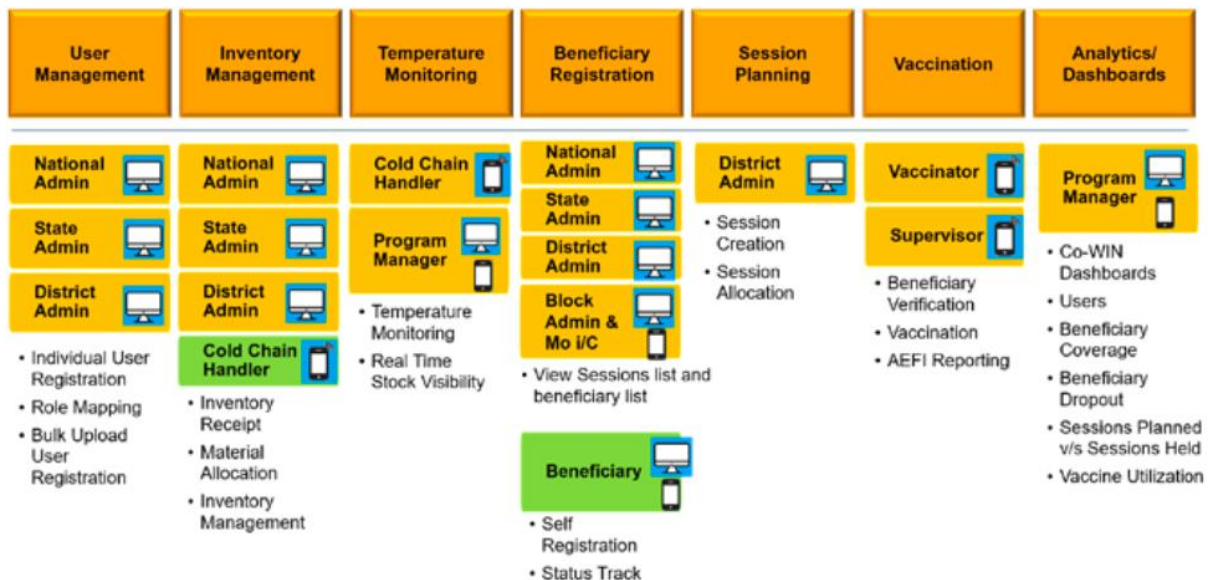 User
Management
Inventory
Management
Temperature
Monitoring
Beneficiary
Registration
Session
Planning
Vaccination
Analytics/
Dashboards
National
Admin
State
Admin
District
Admin
• Individual User
Registration
• Role Mapping
• Bulk Upload
User
Registration
National
Admin
State
Admin
District
Admin
Cold Chain
Handler
• Inventory
Receipt
• Material
Allocation
• Inventory
Management
Cold Chain
Handler
Program
Manager
• Temperature
Monitoring
• Real Time
Stock Visibility
National
Admin
State
Admin
District
Admin
Block
Admin &
Mo i/C
• View Sessions list and
beneficiary list
Beneficiary
• Self
Registration
• Status Track
District
Admin
• Session
Creation
• Session
Allocation
Vaccinator
Supervisor
• Beneficiary
Verification
• Vaccination
• AEFI Reporting
Program
Manager
• Co-WIN
Dashboards
• Users
• Beneficiary
Coverage
• Beneficiary
Dropout
• Sessions Planned
v/s Sessions Held
• Vaccine Utilization